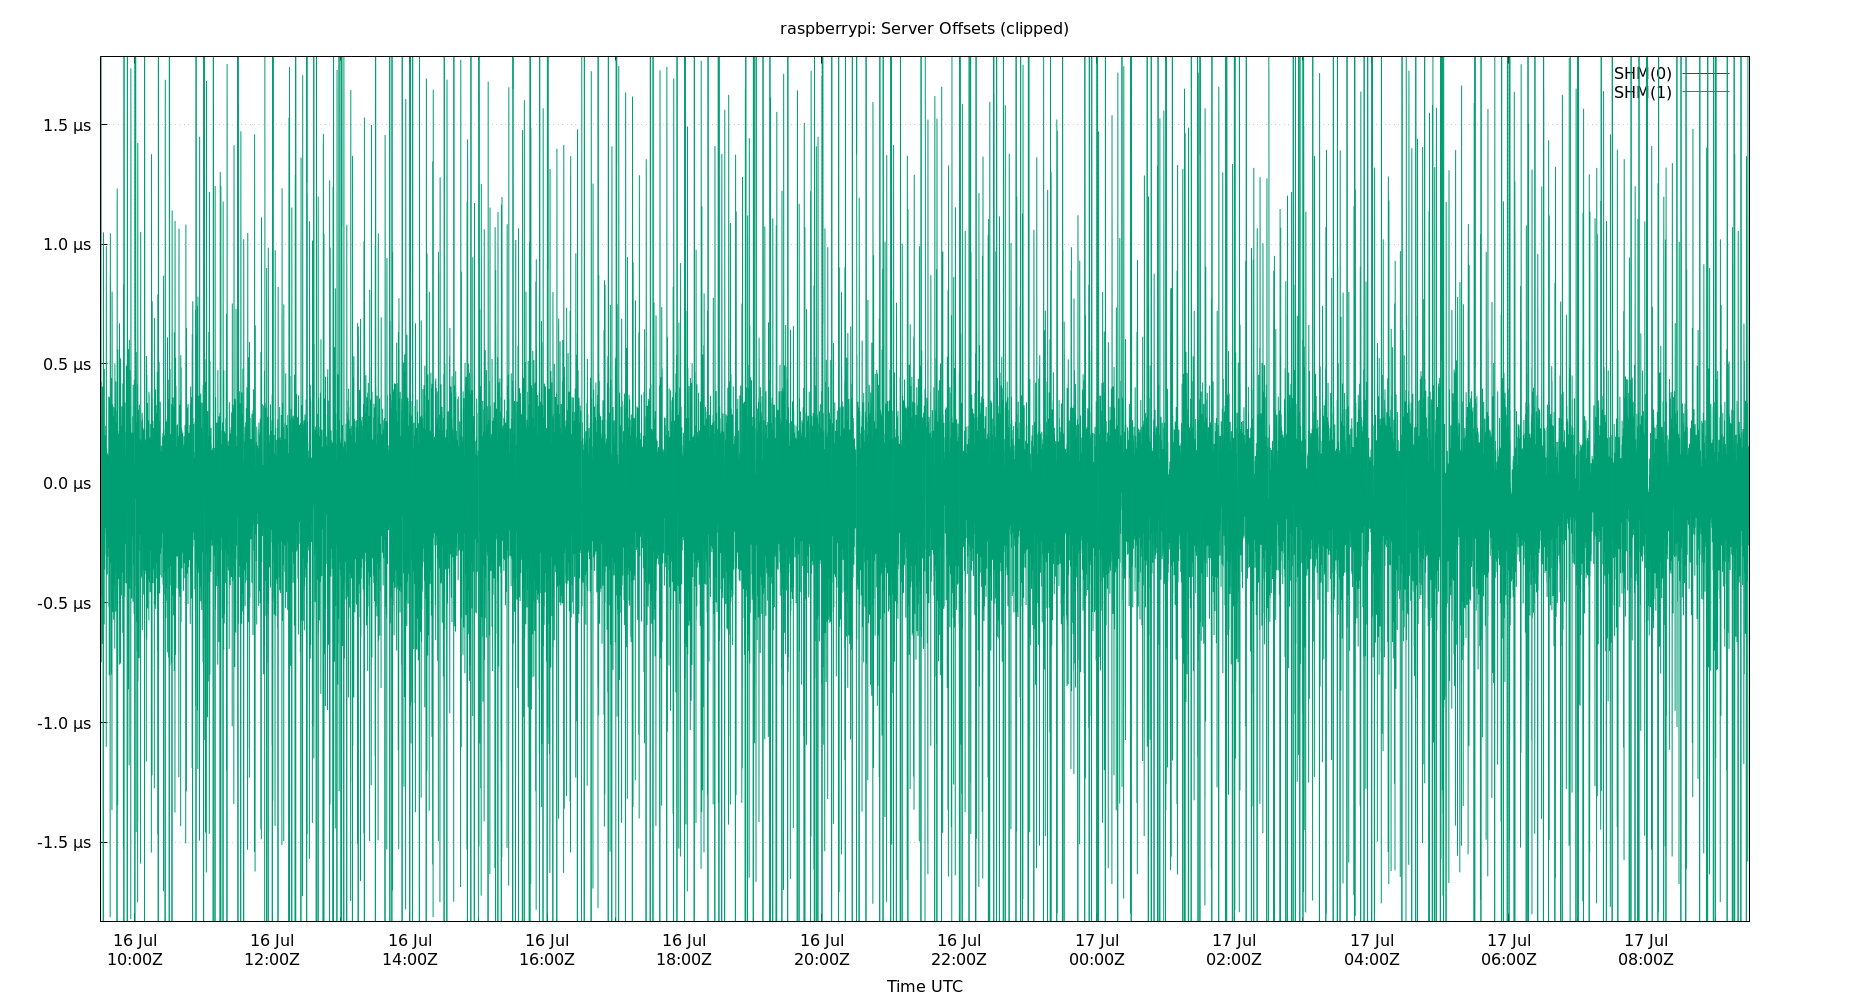 raspberrypi: Server Offsets (clipped)
SHM(0)
SHM(1)
1.5 µs
1.0 µs
0.5 µs
0.0 µs
-0.5 µs
-1.0 µs
-1.5 µs
16 Jul 16 Jul 16 Jul 16 Jul 16 Jul 16 Jul 16 Jul 17 Jul 17 Jul 17 Jul 17 Jul 17 Jul
10:00Z 12:00Z 14:00Z 16:00Z 18:00Z 20:00Z 22:00Z 00:00Z 02:00Z 04:00Z 06:00Z 08:00Z
Time UTC